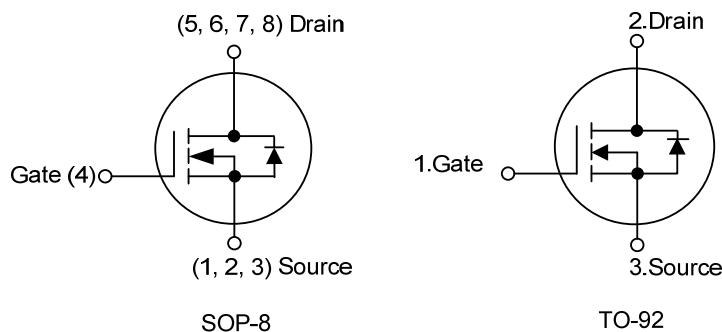 (5, 6, 7, 8) Drain
Gate (4)
(1, 2, 3) Source
SOP-8
2.Drain
1.Gate
3.Source
TO-92